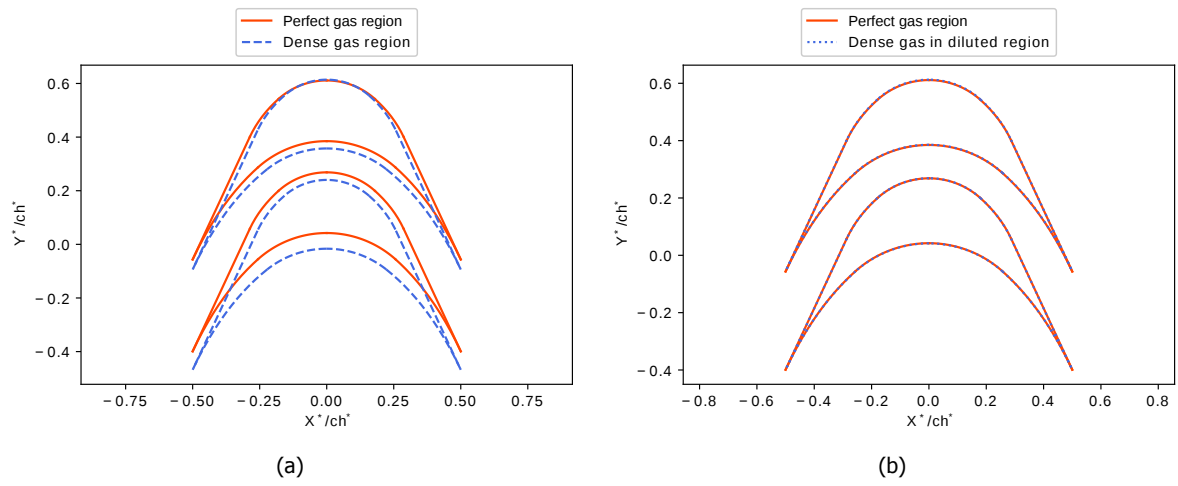 Perfect gas region
Dense gas region
0.6
0.4
0.2
0.0
−0.2
−0.4
Y*/ch*
−0.75 −0.50 −0.25 0.00 0.25 0.50 0.75
X*/ch*
(a)
Perfect gas region
Dense gas in diluted region
0.6
0.4
0.2
0.0
−0.2
−0.4
Y*/ch*
−0.8 −0.6 −0.4 −0.2 0.0 0.2 0.4 0.6 0.8
X*/ch*
(b)